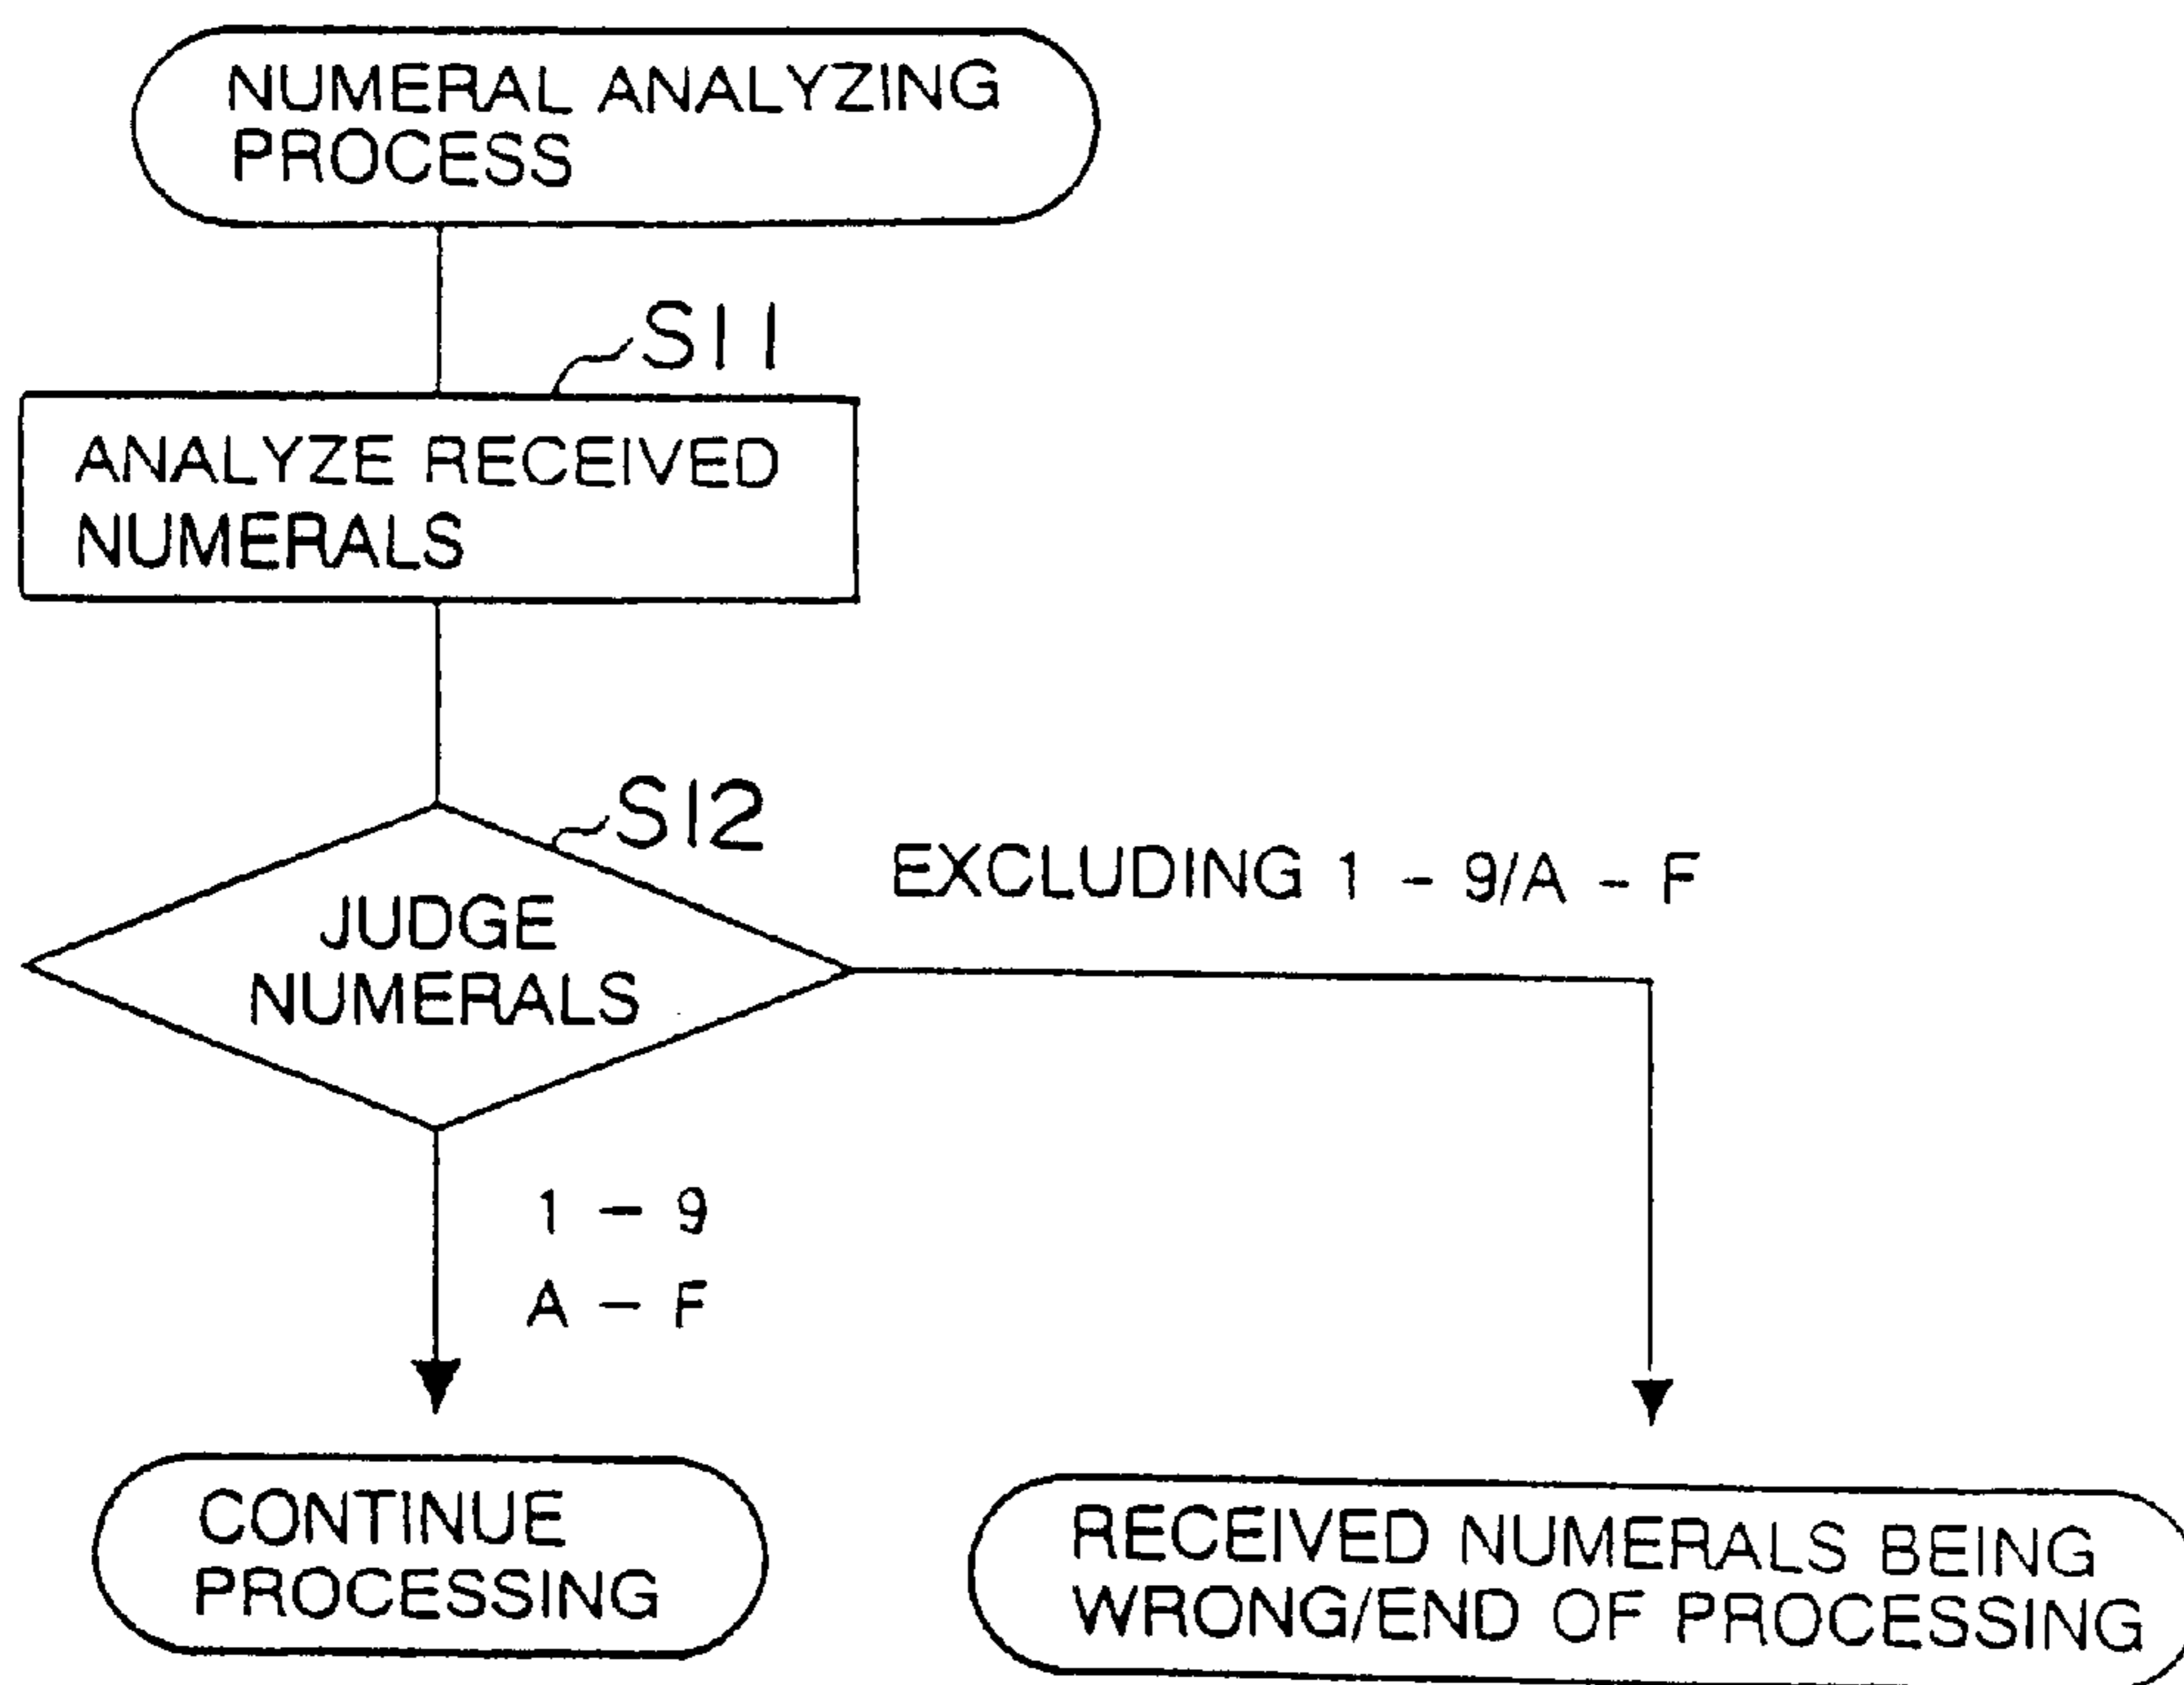 NUMERAL ANALYZING
PROCESS
S11
ANALYZE RECEIVED
NUMERALS
S12
EXCLUDING 1 – 9/A – F
JUDGE
NUMERALS
1 – 9
A – F
CONTINUE
PROCESSING
RECEIVED NUMERALS BEING
WRONG/END OF PROCESSING